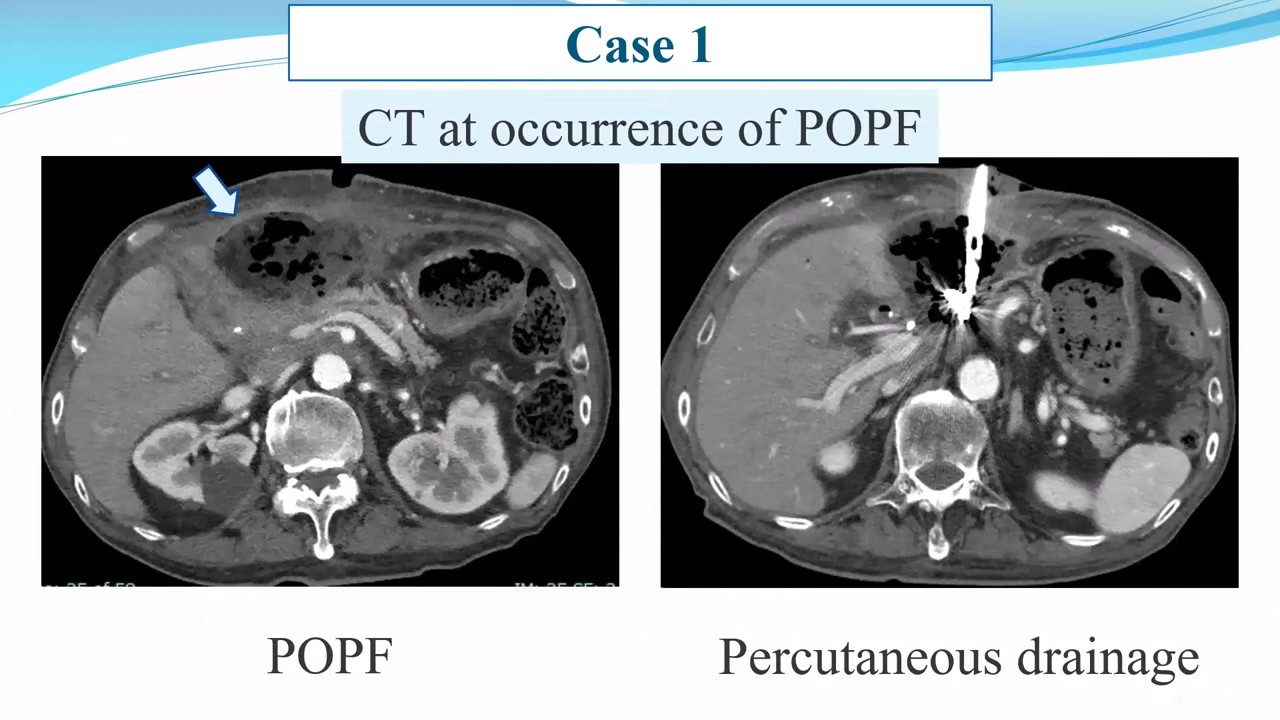 Case 1
CT at occurrence of POPF
POPF
Percutaneous drainage